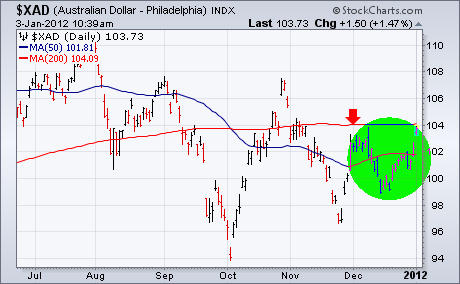 $XAD (Australian Dollar - Philadelphia) INDX
© StockCharts.com
3-Jan-2012 10:39am
Last 103.73 Chg +1.50 (+1.47%)
$XAD (Daily) 103.73
MA(50) 101.81
MA(200) 104.09
110
108
106
104
102
100
98
96
94
Jul Aug Sep Oct Nov Dec 2012